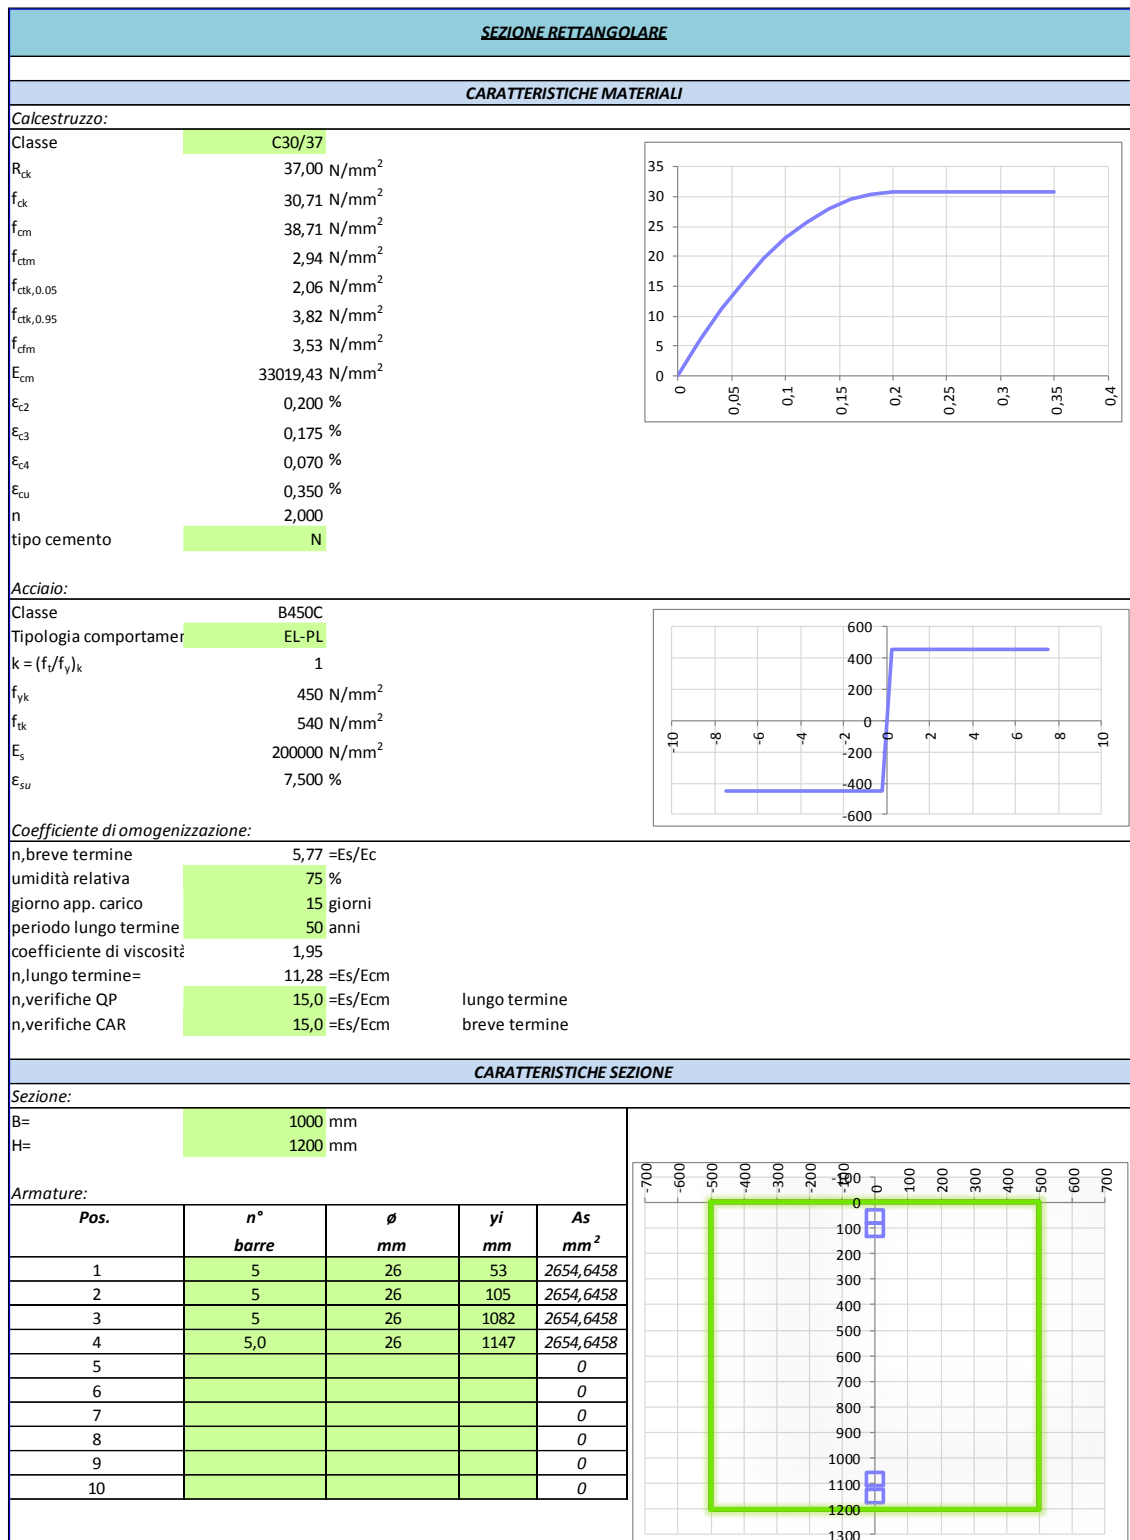 SEZIONE RETTANGOLARE
CARATTERISTICHE MATERIALI
Calcestruzzo:
Classe C30/37
Rck 37,00 N/mm²
fck 30,71 N/mm²
fcm 38,71 N/mm²
fctm 2,94 N/mm²
fctk,0.05 2,06 N/mm²
fctk,0.95 3,82 N/mm²
fcfm 3,53 N/mm²
Ecm 33019,43 N/mm²
εc2 0,200 %
εc3 0,175 %
εc4 0,070 %
εcu 0,350 %
n 2,000
tipo cemento N
35
30
25
20
15
10
5
0
0 0,05 0,1 0,15 0,2 0,25 0,3 0,35 0,4
Acciaio:
Classe B450C
Tipologia comportamer EL-PL
k = (ft/fy)k 1
fyk 450 N/mm²
ftk 540 N/mm²
Es 200000 N/mm²
εsu 7,500 %
600
400
200
0
-200
-400
-600
-10 -8 -6 -4 -2 0 2 4 6 8 10
Coefficiente di omogenizzazione:
n,breve termine 5,77 =Es/Ec
umidità relativa 75 %
giorno app. carico 15 giorni
periodo lungo termine 50 anni
coefficiente di viscosità 1,95
n,lungo termine= 11,28 =Es/Ecm
n,verifiche QP 15,0 =Es/Ecm lungo termine
n,verifiche CAR 15,0 =Es/Ecm breve termine
CARATTERISTICHE SEZIONE
Sezione:
B= 1000 mm
H= 1200 mm
Armature:
Pos. n° ø yi As
barre mm mm mm²
1 5 26 53 2654,6458
2 5 26 105 2654,6458
3 5 26 1082 2654,6458
4 5,0 26 1147 2654,6458
5 0
6 0
7 0
8 0
9 0
10 0
-700 -600 -500 -400 -300 -200 -100 0 100 200 300 400 500 600 700
-100
0
100
200
300
400
500
600
700
800
900
1000
1100
1200
1300